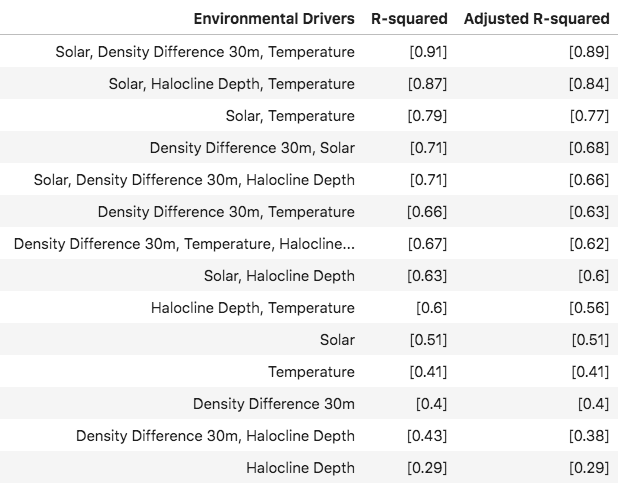 Environmental Drivers R-squared Adjusted R-squared
Solar, Density Difference 30m, Temperature [0.91] [0.89]
Solar, Halocline Depth, Temperature [0.87] [0.84]
Solar, Temperature [0.79] [0.77]
Density Difference 30m, Solar [0.71] [0.68]
Solar, Density Difference 30m, Halocline Depth [0.71] [0.66]
Density Difference 30m, Temperature [0.66] [0.63]
Density Difference 30m, Temperature, Halocline... [0.67] [0.62]
Solar, Halocline Depth [0.63] [0.6]
Halocline Depth, Temperature [0.6] [0.56]
Solar [0.51] [0.51]
Temperature [0.41] [0.41]
Density Difference 30m [0.4] [0.4]
Density Difference 30m, Halocline Depth [0.43] [0.38]
Halocline Depth [0.29] [0.29]